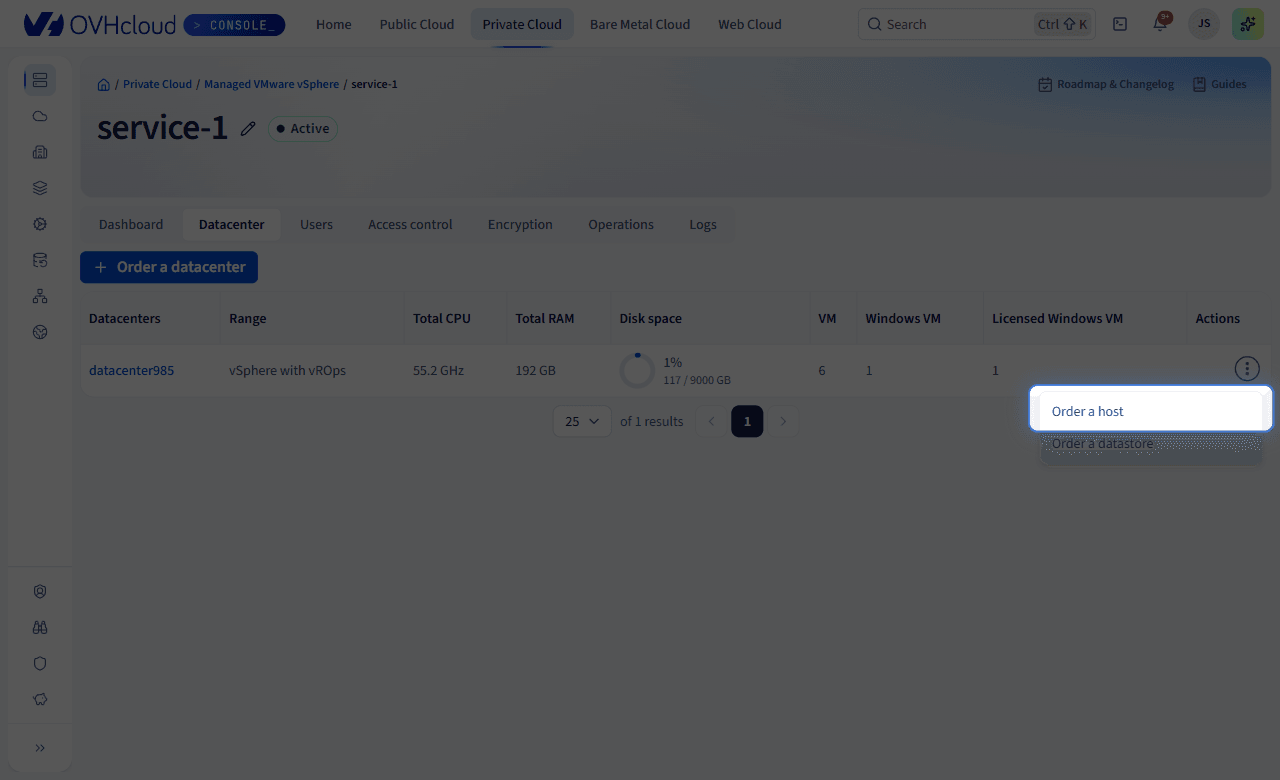 OVHcloud > CONSOLE_ Home Public Cloud Private Cloud Bare Metal Cloud Web Cloud Search Ctrl K 9+ JS
/ Private Cloud / Managed VMware vSphere / service-1 Roadmap & Changelog Guides
service-1 Active
Dashboard Datacenter Users Access control Encryption Operations Logs
+ Order a datacenter
Datacenters Range Total CPU Total RAM Disk space VM Windows VM Licensed Windows VM Actions
datacenter985 vSphere with vROps 55.2 GHz 192 GB 1% 117 / 9000 GB 6 1 1
Order a host
25 of 1 results 1
Order a datastore